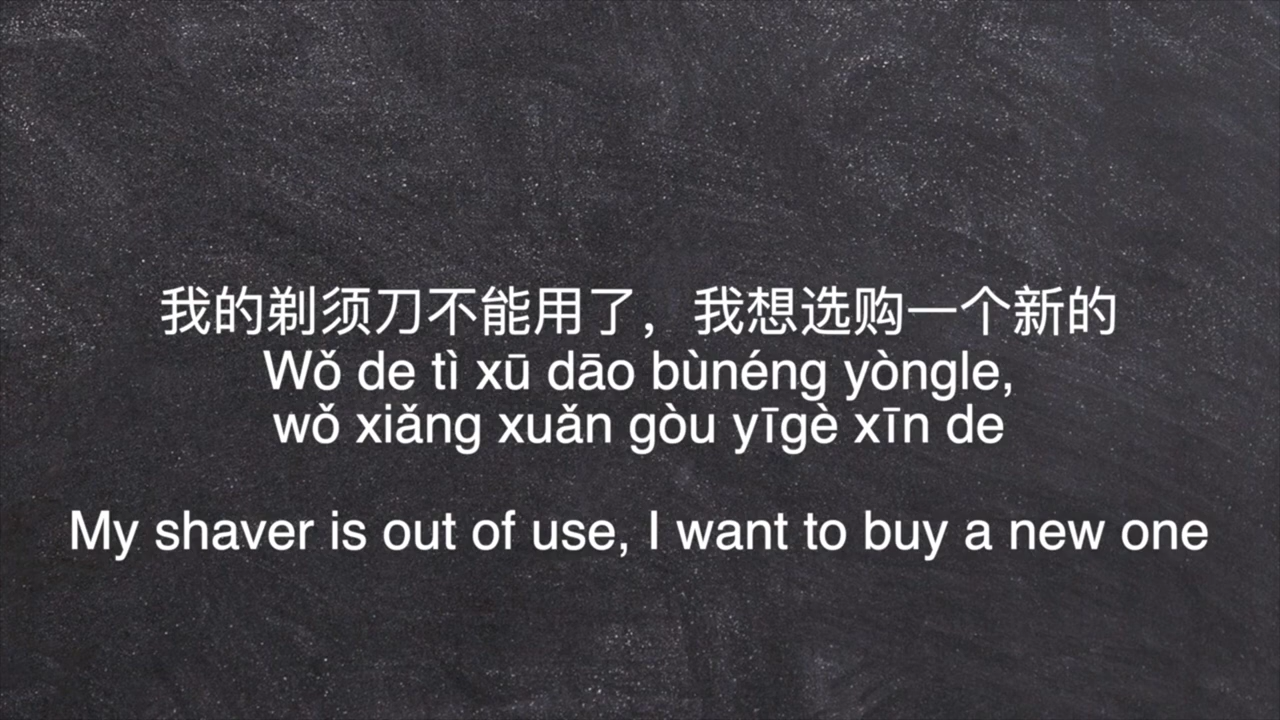 我的剃须刀不能用了，我想选购一个新的
Wǒ de tì xū dāo bùnéng yòngle,
wǒ xiǎng xuǎn gòu yīgè xīn de
My shaver is out of use, I want to buy a new one